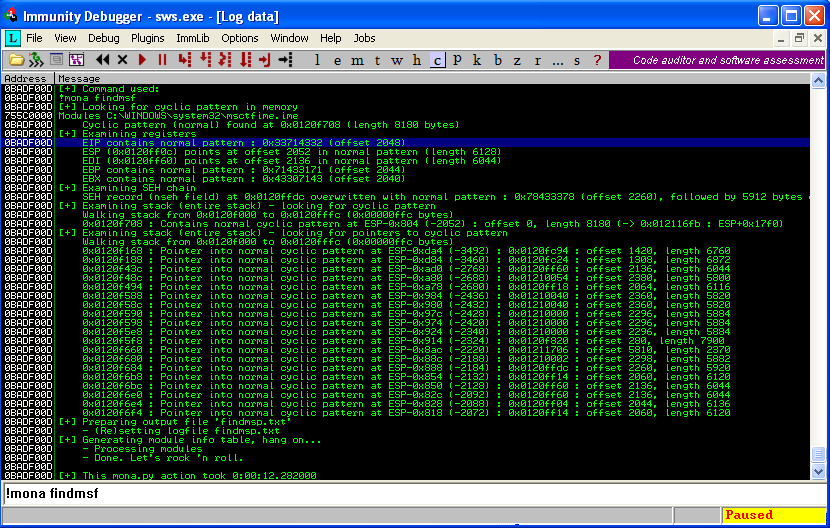 Immunity Debugger - sws.exe - [Log data]
L File View Debug Plugins ImmLib Options Window Help Jobs
l e m t w h c p k b z r ... s ? Code auditor and software assessment
Address Message
0BADF00D [+] Command used:
0BADF00D !mona findmsf
0BADF00D [+] Looking for cyclic pattern in memory
755C0000 Modules C:\WINDOWS\system32\msctfime.ime
0BADF00D Cyclic pattern (normal) found at 0x0120f708 (length 8180 bytes)
0BADF00D [+] Examining registers
0BADF00D EIP contains normal pattern : 0x33714332 (offset 2048)
0BADF00D ESP (0x0120ff0c) points at offset 2052 in normal pattern (length 6128)
0BADF00D EDI (0x0120ff60) points at offset 2136 in normal pattern (length 6044)
0BADF00D EBP contains normal pattern : 0x71433171 (offset 2044)
0BADF00D EBX contains normal pattern : 0x43307143 (offset 2040)
0BADF00D [+] Examining SEH chain
0BADF00D SEH record (nseh field) at 0x0120ffdc overwritten with normal pattern : 0x78433378 (offset 2260), followed by 5912 bytes
0BADF00D [+] Examining stack (entire stack) - looking for cyclic pattern
0BADF00D Walking stack from 0x0120f000 to 0x0120fffc (0x00000ffc bytes)
0BADF00D 0x0120f708 : Contains normal cyclic pattern at ESP-0x804 (-2052) : offset 0, length 8180 (-> 0x012116fb : ESP+0x17f0)
0BADF00D [+] Examining stack (entire stack) - looking for pointers to cyclic pattern
0BADF00D Walking stack from 0x0120f000 to 0x0120fffc (0x00000ffc bytes)
0BADF00D 0x0120f168 : Pointer into normal cyclic pattern at ESP-0xda4 (-3492) : 0x0120fc94 : offset 1420, length 6760
0BADF00D 0x0120f188 : Pointer into normal cyclic pattern at ESP-0xd84 (-3460) : 0x0120fc24 : offset 1308, length 6872
0BADF00D 0x0120f43c : Pointer into normal cyclic pattern at ESP-0xad0 (-2768) : 0x0120ff60 : offset 2136, length 6044
0BADF00D 0x0120f48c : Pointer into normal cyclic pattern at ESP-0xa80 (-2688) : 0x01210054 : offset 2380, length 5800
0BADF00D 0x0120f494 : Pointer into normal cyclic pattern at ESP-0xa78 (-2680) : 0x0120ff18 : offset 2064, length 6116
0BADF00D 0x0120f588 : Pointer into normal cyclic pattern at ESP-0x984 (-2436) : 0x01210040 : offset 2360, length 5820
0BADF00D 0x0120f58c : Pointer into normal cyclic pattern at ESP-0x980 (-2432) : 0x01210040 : offset 2360, length 5820
0BADF00D 0x0120f590 : Pointer into normal cyclic pattern at ESP-0x97c (-2428) : 0x01210000 : offset 2296, length 5884
0BADF00D 0x0120f598 : Pointer into normal cyclic pattern at ESP-0x974 (-2420) : 0x01210000 : offset 2296, length 5884
0BADF00D 0x0120f5e8 : Pointer into normal cyclic pattern at ESP-0x924 (-2340) : 0x01210000 : offset 2296, length 5884
0BADF00D 0x0120f5f8 : Pointer into normal cyclic pattern at ESP-0x914 (-2324) : 0x0120f820 : offset 280, length 7900
0BADF00D 0x0120f660 : Pointer into normal cyclic pattern at ESP-0x8ac (-2220) : 0x01211706 : offset 5810, length 2370
0BADF00D 0x0120f680 : Pointer into normal cyclic pattern at ESP-0x88c (-2188) : 0x01210002 : offset 2298, length 5882
0BADF00D 0x0120f684 : Pointer into normal cyclic pattern at ESP-0x888 (-2184) : 0x0120ffdc : offset 2260, length 5920
0BADF00D 0x0120f6b8 : Pointer into normal cyclic pattern at ESP-0x854 (-2132) : 0x0120ff14 : offset 2060, length 6120
0BADF00D 0x0120f6bc : Pointer into normal cyclic pattern at ESP-0x850 (-2128) : 0x0120ff60 : offset 2136, length 6044
0BADF00D 0x0120f6e0 : Pointer into normal cyclic pattern at ESP-0x82c (-2092) : 0x0120ff60 : offset 2136, length 6044
0BADF00D 0x0120f6e4 : Pointer into normal cyclic pattern at ESP-0x828 (-2088) : 0x0120ff04 : offset 2044, length 6136
0BADF00D 0x0120f6f4 : Pointer into normal cyclic pattern at ESP-0x818 (-2072) : 0x0120ff14 : offset 2060, length 6120
0BADF00D [+] Preparing output file 'findmsp.txt'
0BADF00D - (Re)setting logfile findmsp.txt
0BADF00D [+] Generating module info table, hang on...
0BADF00D - Processing modules
0BADF00D - Done. Let's rock 'n roll.
0BADF00D
0BADF00D [+] This mona.py action took 0:00:12.282000
!mona findmsf
Paused